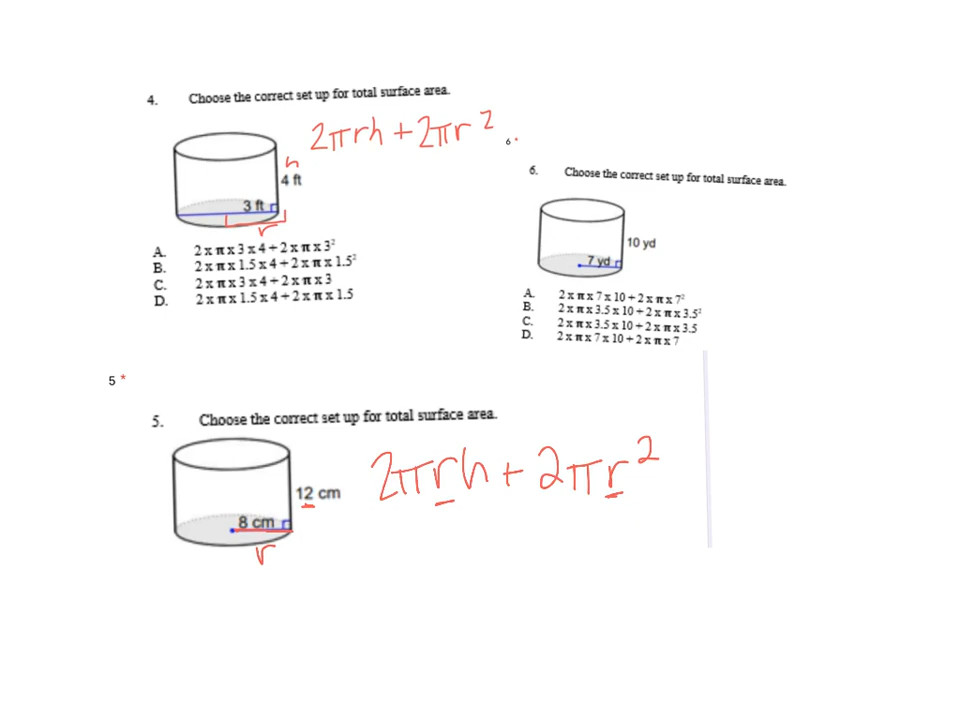 4. Choose the correct set up for total surface area.
2πrh + 2πr²
h
4 ft
3 ft
r
A. 2 x π x 3 x 4 + 2 x π x 3²
B. 2 x π x 1.5 x 4 + 2 x π x 1.5²
C. 2 x π x 3 x 4 + 2 x π x 3
D. 2 x π x 1.5 x 4 + 2 x π x 1.5
6 .
6. Choose the correct set up for total surface area.
10 yd
7 yd
A. 2 x π x 7 x 10 + 2 x π x 7²
B. 2 x π x 3.5 x 10 + 2 x π x 3.5²
C. 2 x π x 3.5 x 10 + 2 x π x 3.5
D. 2 x π x 7 x 10 + 2 x π x 7
5 *
5. Choose the correct set up for total surface area.
2πrh + 2πr²
12 cm
8 cm
r